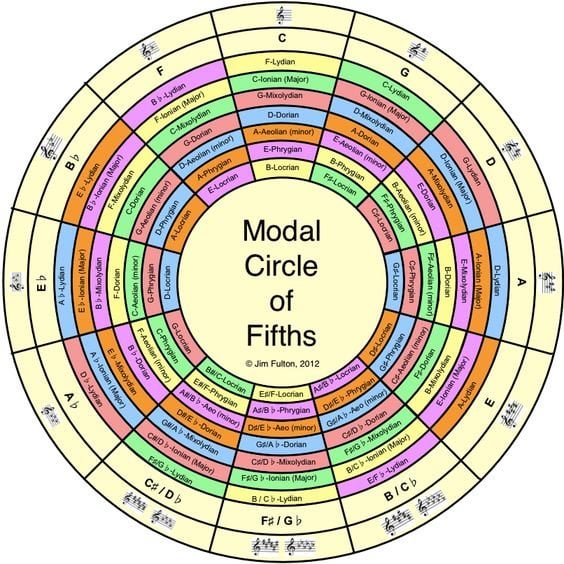 Modal
Circle
of
Fifths
© Jim Fulton, 2012
C
F-Lydian
C-Ionian (Major)
G-Mixolydian
D-Dorian
A-Aeolian (minor)
E-Phrygian
B-Locrian
G
C-Lydian
G-Ionian (Major)
D-Mixolydian
A-Dorian
E-Aeolian (minor)
B-Phrygian
F♯-Locrian
D
G-Lydian
D-Ionian (Major)
A-Mixolydian
E-Dorian
B-Aeolian (minor)
F♯-Phrygian
C♯-Locrian
A
D-Lydian
A-Ionian (Major)
E-Mixolydian
B-Dorian
F♯-Aeolian (minor)
C♯-Phrygian
G♯-Locrian
E
A-Lydian
E-Ionian (Major)
B-Mixolydian
F♯-Dorian
C♯-Aeolian (minor)
G♯-Phrygian
D♯-Locrian
B / C♭
E/F♭-Lydian
B/C♭-Ionian (Major)
F♯/G♭-Mixolydian
C♯/D♭-Dorian
G♯/A♭-Aeo (minor)
D♯/E♭-Phrygian
A♯/B♭-Locrian
F♯ / G♭
B / C♭-Lydian
F♯/G♭-Ionian (Major)
C♯/D♭-Mixolydian
G♯/A♭-Dorian
D♯/E♭-Aeo (minor)
A♯/B♭-Phrygian
E♯/F-Locrian
C♯ / D♭
F♯/G♭-Lydian
C♯/D♭-Ionian (Major)
G♯/A♭-Mixolydian
D♯/E♭-Dorian
A♯/B♭-Aeo (minor)
E♯/F-Phrygian
B♯/C-Locrian
A♭
D♭-Lydian
A♭-Ionian (Major)
E♭-Mixolydian
B♭-Dorian
F-Aeolian (minor)
C-Phrygian
G-Locrian
E♭
A♭-Lydian
E♭-Ionian (Major)
B♭-Mixolydian
F-Dorian
C-Aeolian (minor)
G-Phrygian
D-Locrian
B♭
E♭-Lydian
B♭-Ionian (Major)
F-Mixolydian
C-Dorian
G-Aeolian (minor)
D-Phrygian
A-Locrian
F
B♭-Lydian
F-Ionian (Major)
C-Mixolydian
G-Dorian
D-Aeolian (minor)
A-Phrygian
E-Locrian